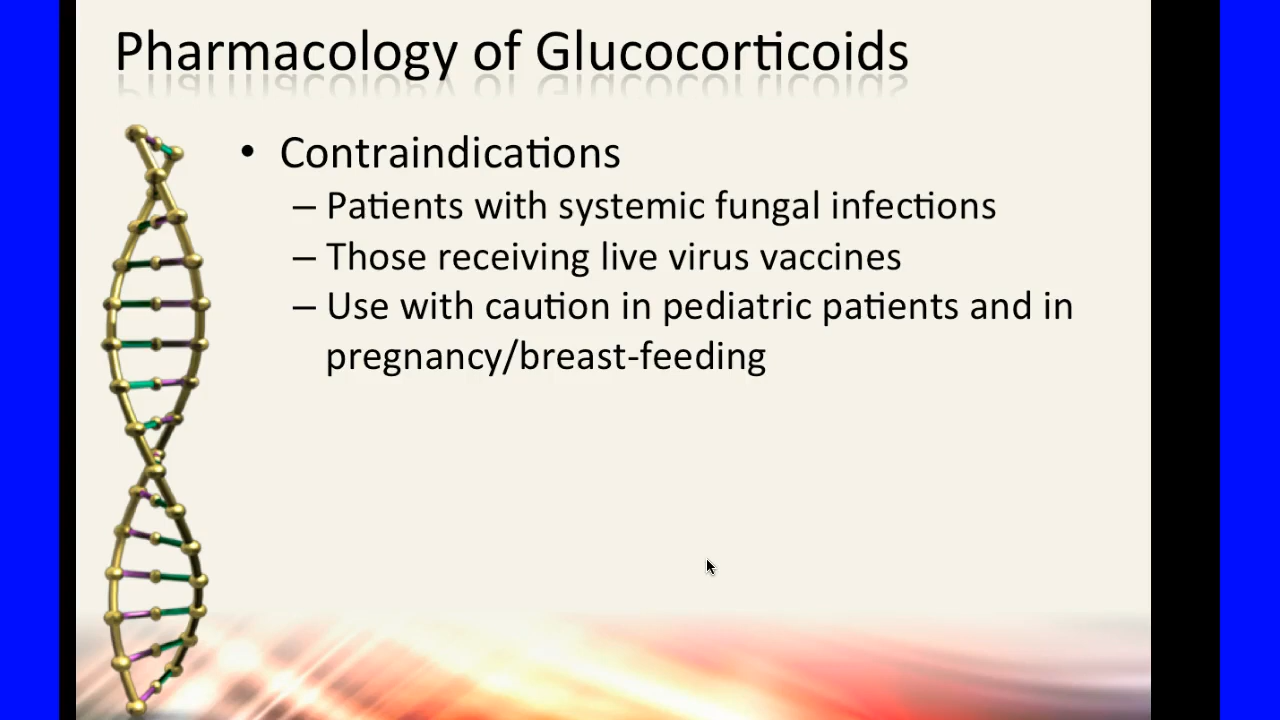 Pharmacology of Glucocorticoids
• Contraindications
– Patients with systemic fungal infections
– Those receiving live virus vaccines
– Use with caution in pediatric patients and in
pregnancy/breast-feeding